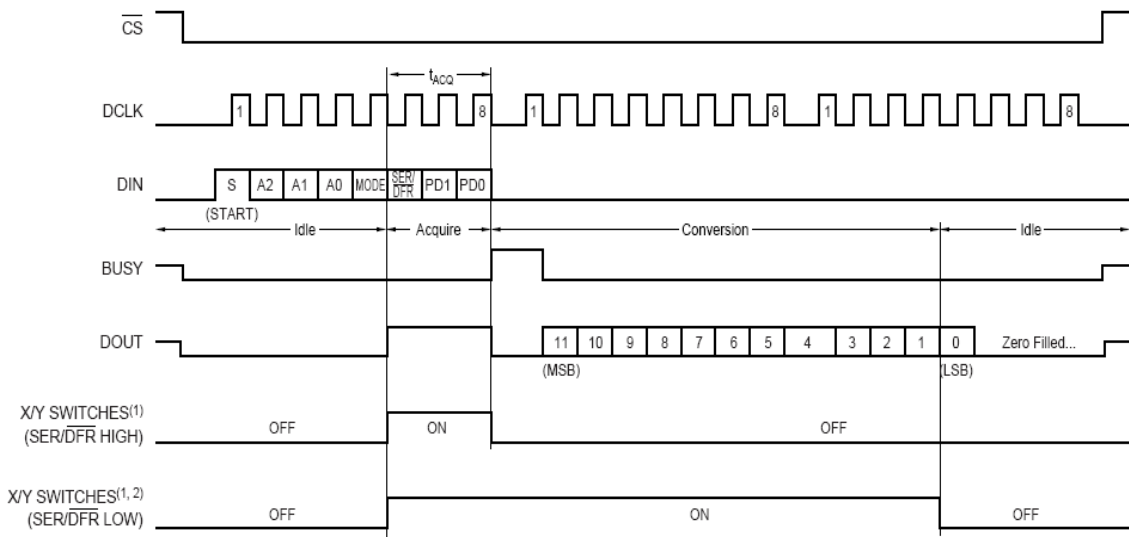 CS
tACQ
DCLK 1 8 1 8 1 8
DIN S A2 A1 A0 MODE SER/DFR PD1 PD0
(START)
Idle Acquire Conversion Idle
BUSY
DOUT 11 10 9 8 7 6 5 4 3 2 1 0 Zero Filled...
(MSB) (LSB)
X/Y SWITCHES(1)
(SER/DFR HIGH) OFF ON OFF
X/Y SWITCHES(1, 2)
(SER/DFR LOW) OFF ON OFF